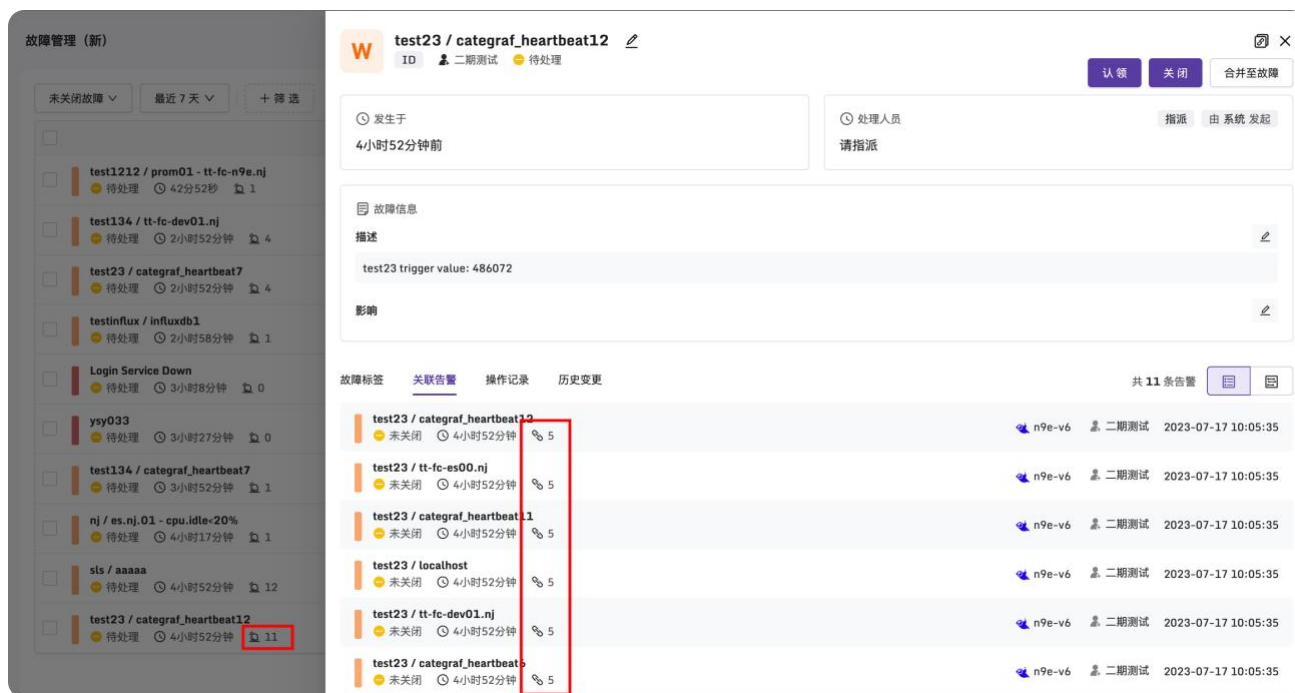 故障管理（新）
未关闭故障
最近 7 天
＋ 筛 选
test1212 / prom01 - tt-fc-n9e.nj
待处理 42分52秒 1
test134 / tt-fc-dev01.nj
待处理 2小时52分钟 4
test23 / categraf_heartbeat7
待处理 2小时52分钟 4
testinflux / influxdb1
待处理 2小时58分钟 1
Login Service Down
待处理 3小时8分钟 0
ysy033
待处理 3小时27分钟 0
test134 / categraf_heartbeat7
待处理 3小时52分钟 1
nj / es.nj.01 - cpu.idle<20%
待处理 4小时17分钟 1
sls / aaaaa
待处理 4小时52分钟 12
test23 / categraf_heartbeat12
待处理 4小时52分钟 11
W
test23 / categraf_heartbeat12
ID 二期测试 待处理
认 领
关 闭
合并至故障
发生于
4小时52分钟前
处理人员
指派 由 系统 发起
请指派
故障信息
描述
test23 trigger value: 486072
影响
故障标签 关联告警 操作记录 历史变更
共 11 条告警
test23 / categraf_heartbeat12
未关闭 4小时52分钟 5
n9e-v6 二期测试 2023-07-17 10:05:35
test23 / tt-fc-es00.nj
未关闭 4小时52分钟 5
n9e-v6 二期测试 2023-07-17 10:05:35
test23 / categraf_heartbeat11
未关闭 4小时52分钟 5
n9e-v6 二期测试 2023-07-17 10:05:35
test23 / localhost
未关闭 4小时52分钟 5
n9e-v6 二期测试 2023-07-17 10:05:35
test23 / tt-fc-dev01.nj
未关闭 4小时52分钟 5
n9e-v6 二期测试 2023-07-17 10:05:35
test23 / categraf_heartbeat6
未关闭 4小时52分钟 5
n9e-v6 二期测试 2023-07-17 10:05:35